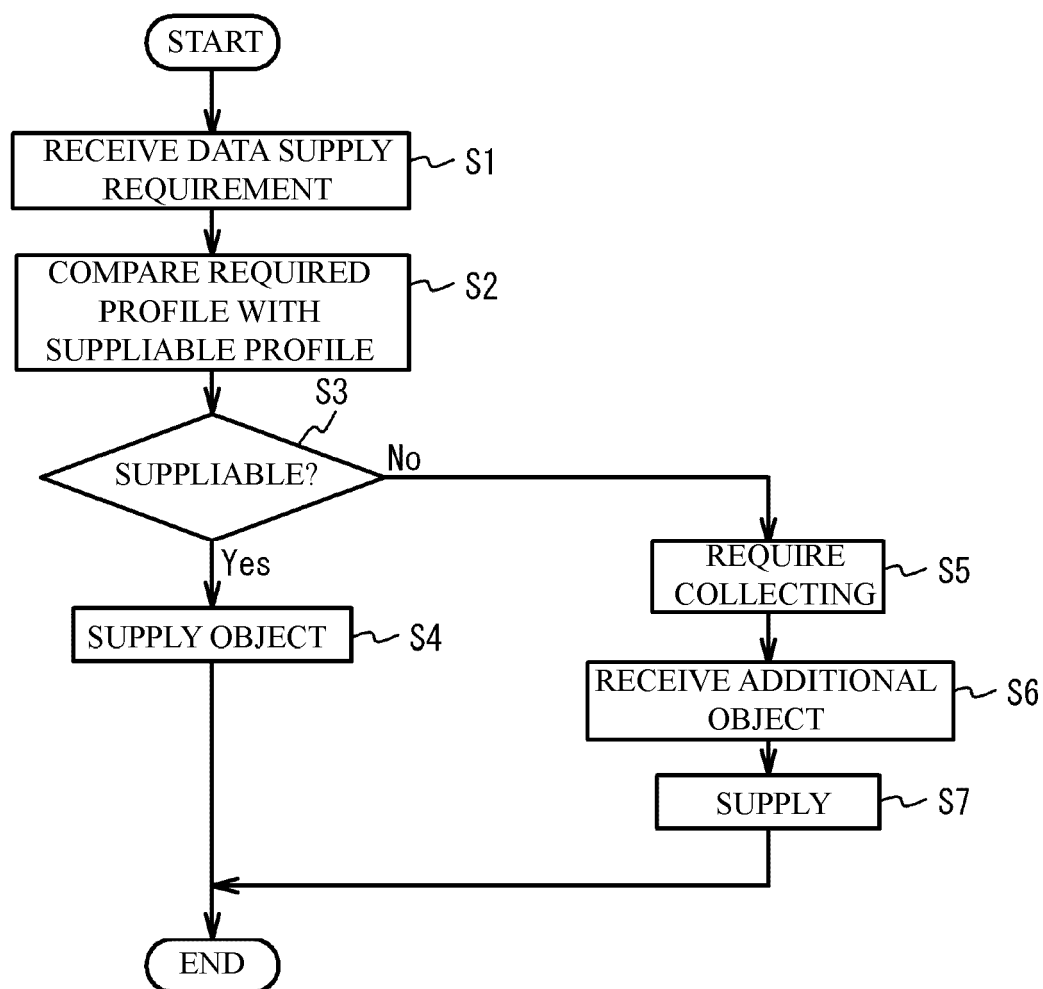 START
RECEIVE DATA SUPPLY
REQUIREMENT
S1
COMPARE REQUIRED
PROFILE WITH
SUPPLIABLE PROFILE
S2
S3
SUPPLIABLE?
No
Yes
SUPPLY OBJECT
S4
REQUIRE
COLLECTING
S5
RECEIVE ADDITIONAL
OBJECT
S6
SUPPLY
S7
END